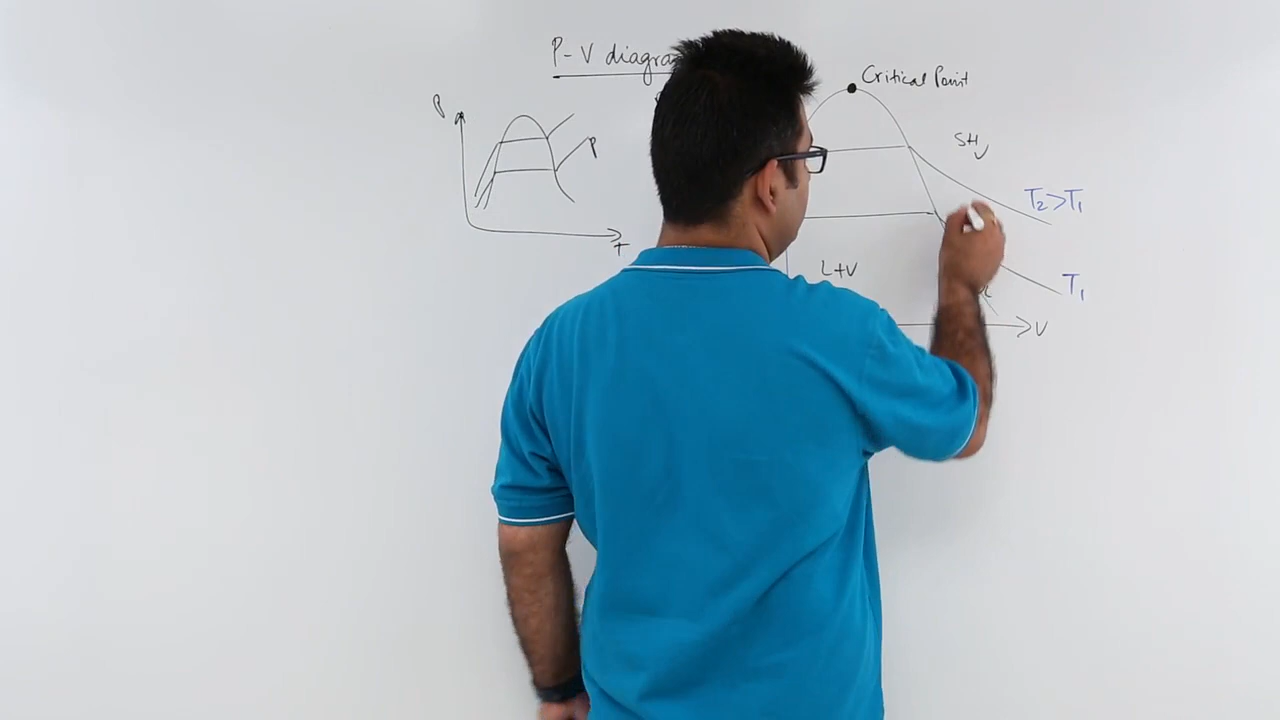 P-V diagra
P
Critical Point
P
SH
T₂>T₁
T
L+V
T₁
V